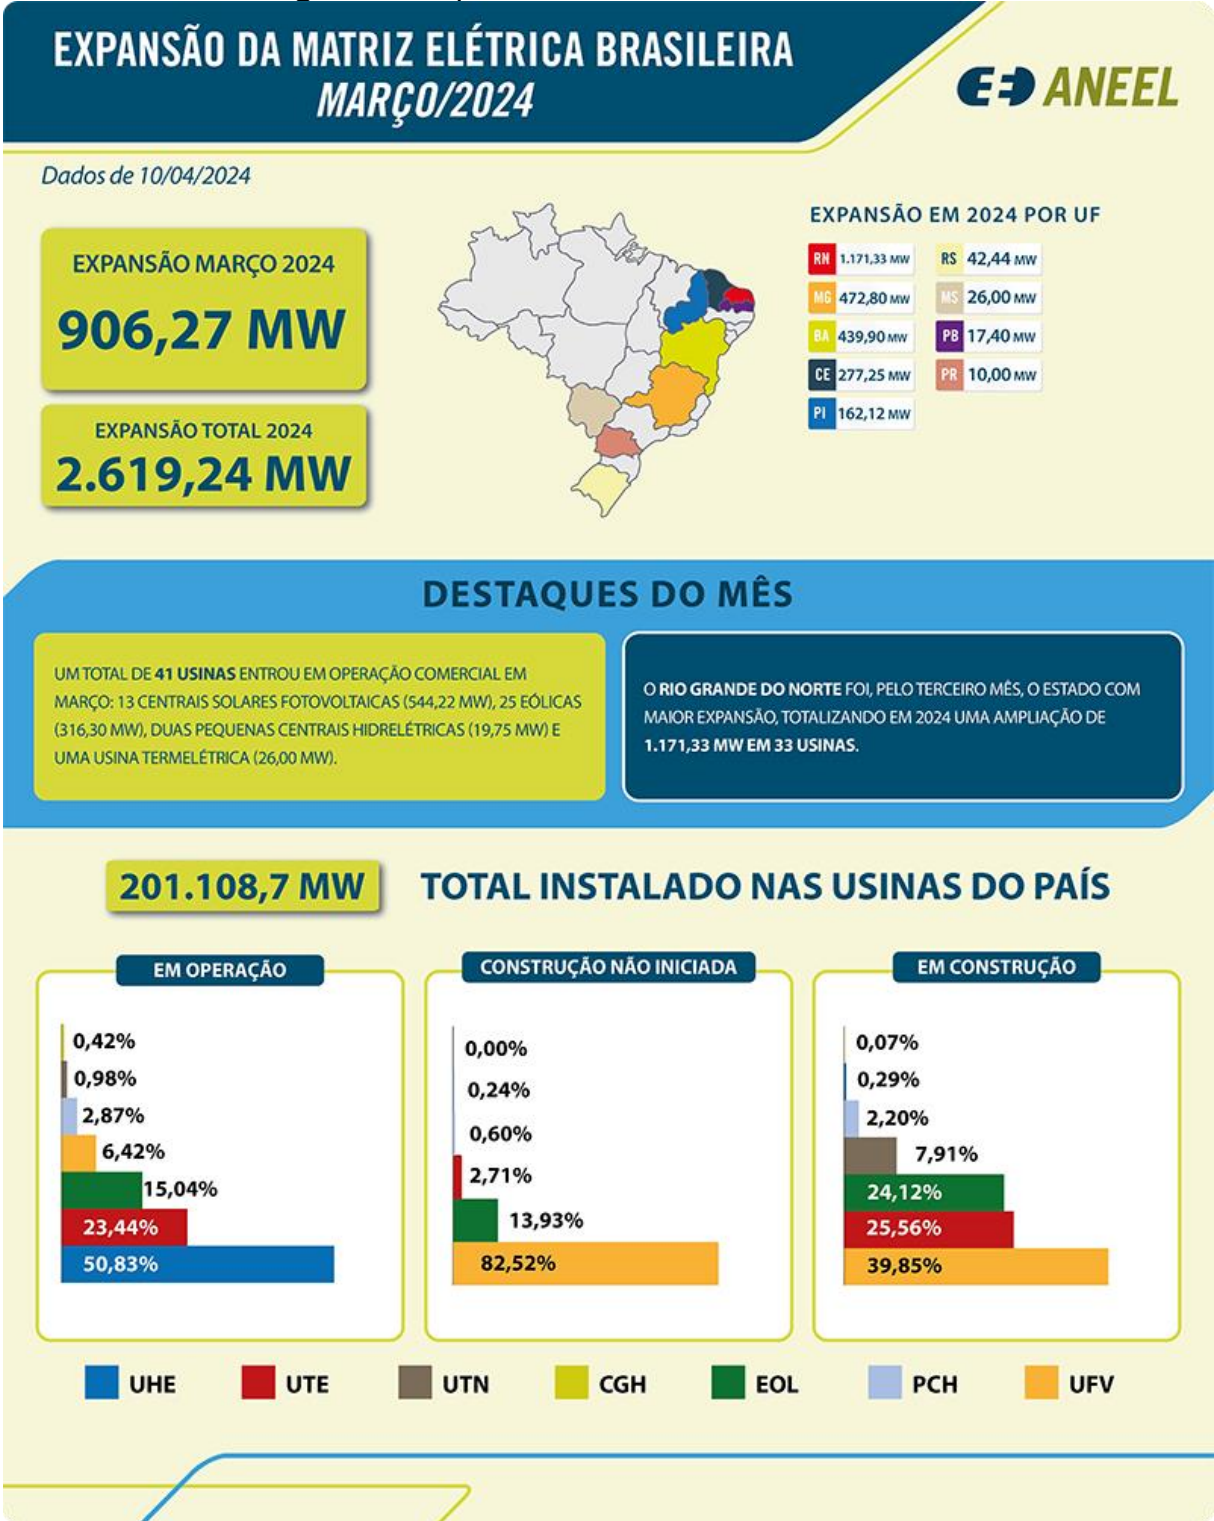 EXPANSÃO DA MATRIZ ELÉTRICA BRASILEIRA
MARÇO/2024
ANEEL
Dados de 10/04/2024
EXPANSÃO MARÇO 2024
906,27 MW
EXPANSÃO TOTAL 2024
2.619,24 MW
EXPANSÃO EM 2024 POR UF
RN 1.171,33 MW
MG 472,80 MW
BA 439,90 MW
CE 277,25 MW
PI 162,12 MW
RS 42,44 MW
MS 26,00 MW
PB 17,40 MW
PR 10,00 MW
DESTAQUES DO MÊS
UM TOTAL DE 41 USINAS ENTROU EM OPERAÇÃO COMERCIAL EM
MARÇO: 13 CENTRAIS SOLARES FOTOVOLTAICAS (544,22 MW), 25 EÓLICAS
(316,30 MW), DUAS PEQUENAS CENTRAIS HIDRELÉTRICAS (19,75 MW) E
UMA USINA TERMELÉTRICA (26,00 MW).
O RIO GRANDE DO NORTE FOI, PELO TERCEIRO MÊS, O ESTADO COM
MAIOR EXPANSÃO, TOTALIZANDO EM 2024 UMA AMPLIAÇÃO DE
1.171,33 MW EM 33 USINAS.
201.108,7 MW
TOTAL INSTALADO NAS USINAS DO PAÍS
EM OPERAÇÃO
0,42%
0,98%
2,87%
6,42%
15,04%
23,44%
50,83%
CONSTRUÇÃO NÃO INICIADA
0,00%
0,24%
0,60%
2,71%
13,93%
82,52%
EM CONSTRUÇÃO
0,07%
0,29%
2,20%
7,91%
24,12%
25,56%
39,85%
UHE
UTE
UTN
CGH
EOL
PCH
UFV